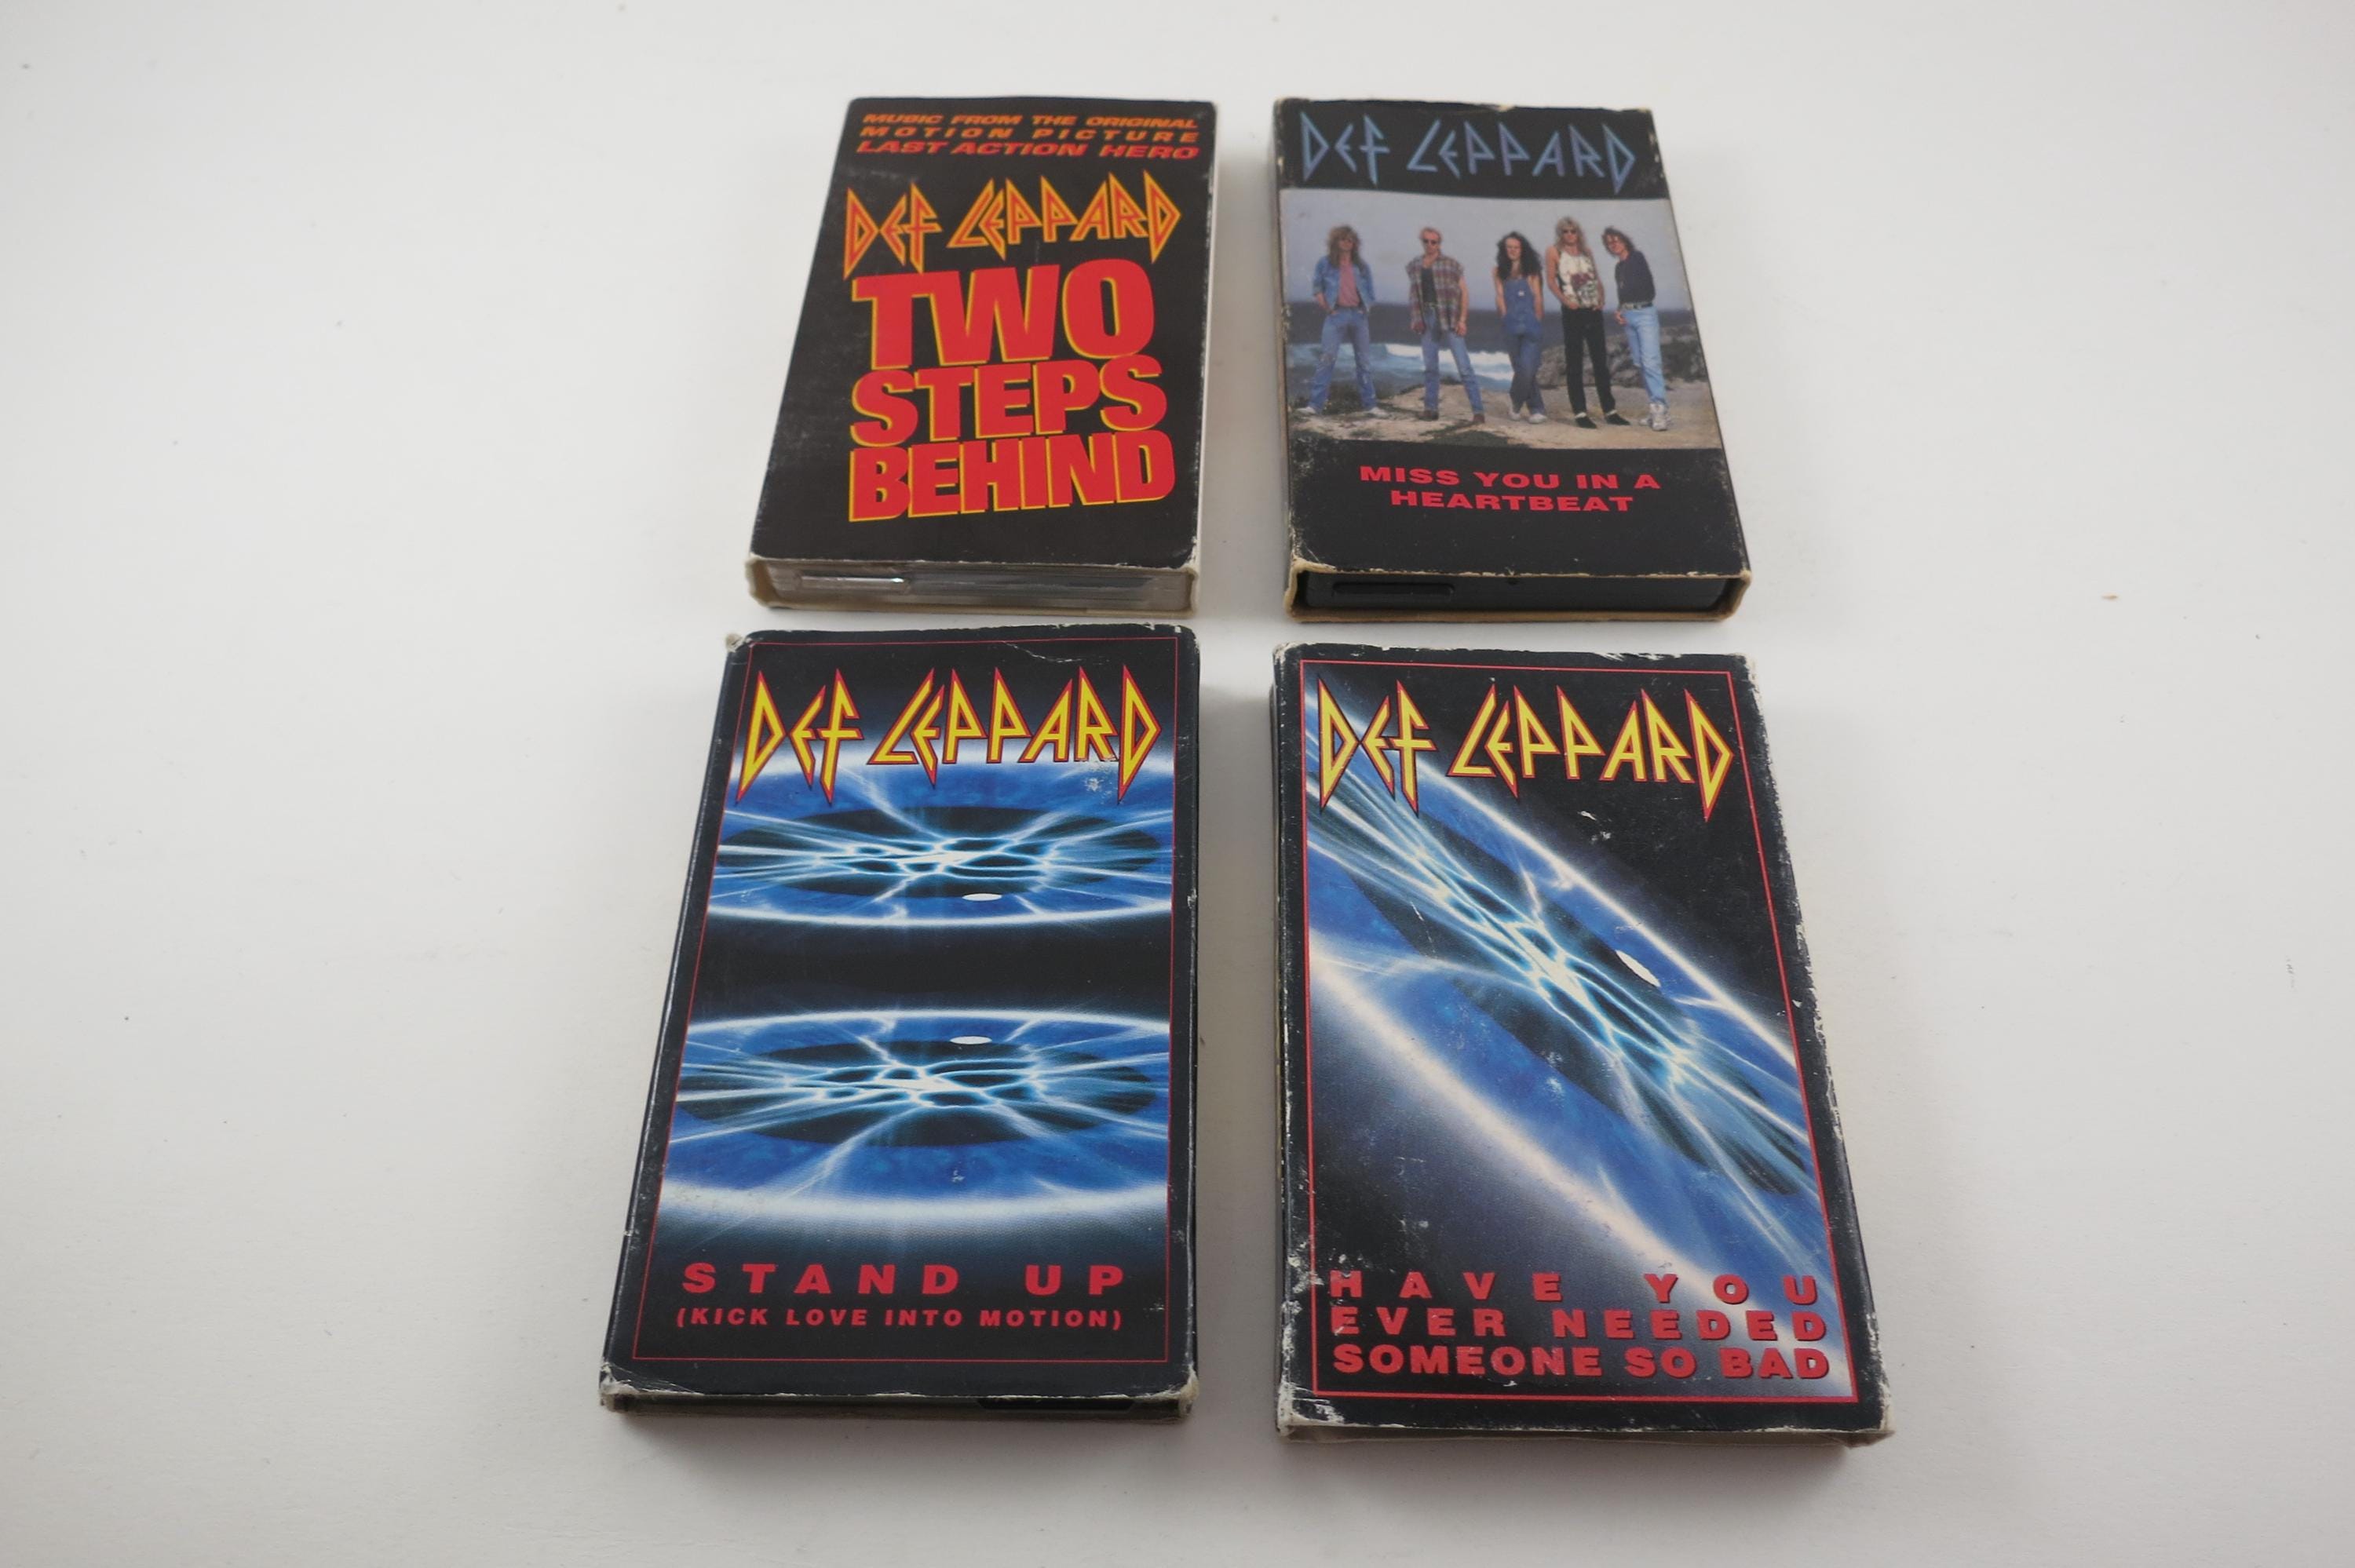 MUSIC FROM THE ORIGINAL
MOTION PICTURE
LAST ACTION HERO
DEF LEPPARD
TWO
STEPS
BEHIND
DEF LEPPARD
MISS YOU IN A
HEARTBEAT
DEF LEPPARD
STAND UP
(KICK LOVE INTO MOTION)
DEF LEPPARD
HAVE YOU
EVER NEEDED
SOMEONE SO BAD